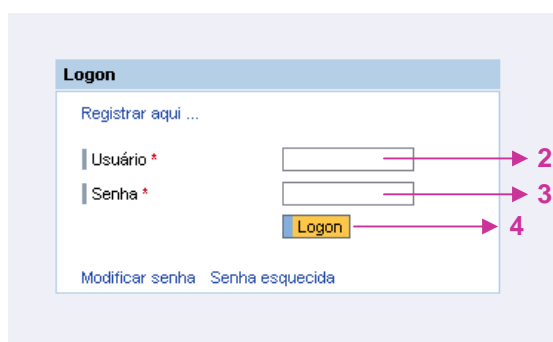 Logon
Registrar aqui ...
Usuário * 2
Senha * 3
Logon 4
Modificar senha Senha esquecida